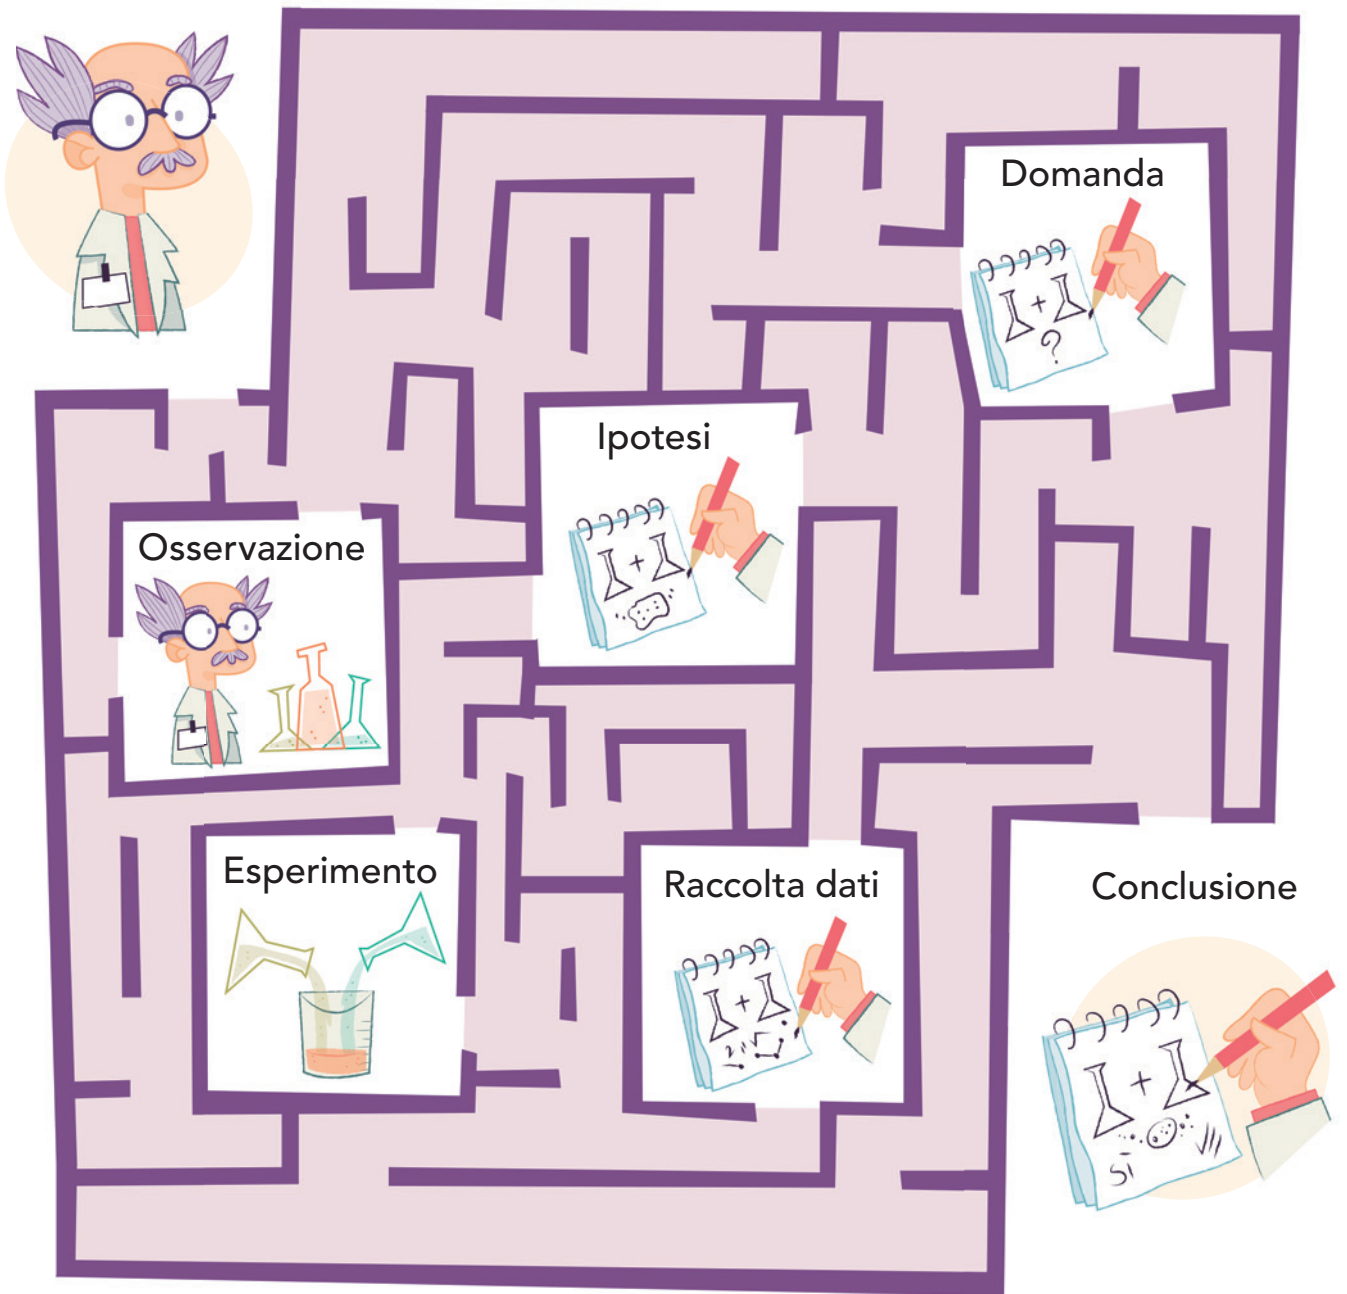 Domanda
Ipotesi
Osservazione
Esperimento
Raccolta dati
Conclusione
SÌ